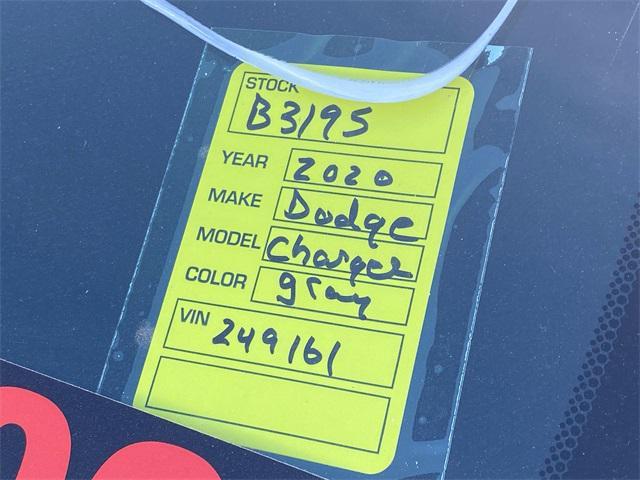 STOCK
B3195
YEAR 2020
MAKE Dodge
MODEL Charger
COLOR gray
VIN 249161